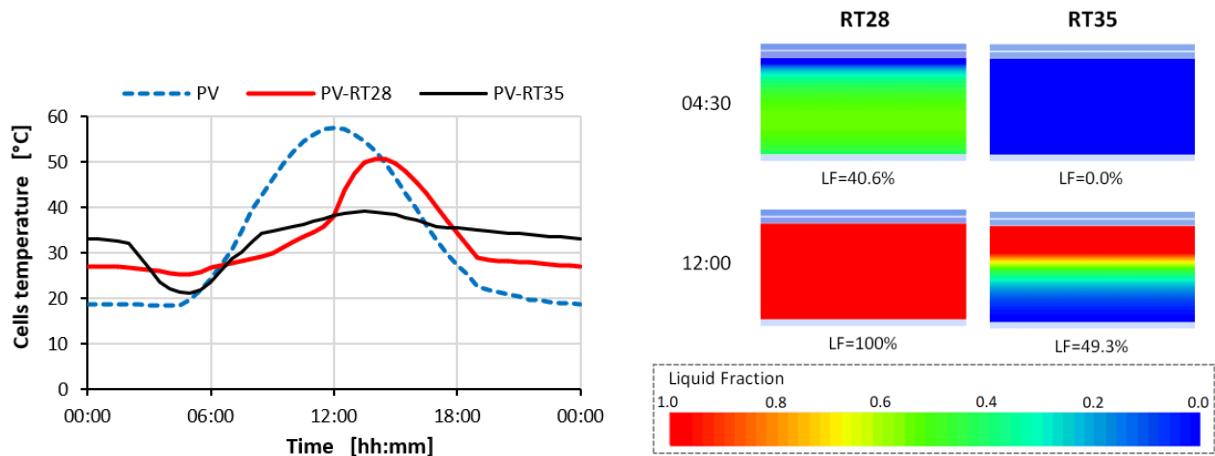 PV PV-RT28 PV-RT35
Cells temperature [°C]
60
50
40
30
20
10
0
00:00 06:00 12:00 18:00 00:00
Time [hh:mm]
RT28 RT35
04:30
LF=40.6% LF=0.0%
12:00
LF=100% LF=49.3%
Liquid Fraction
1.0 0.8 0.6 0.4 0.2 0.0